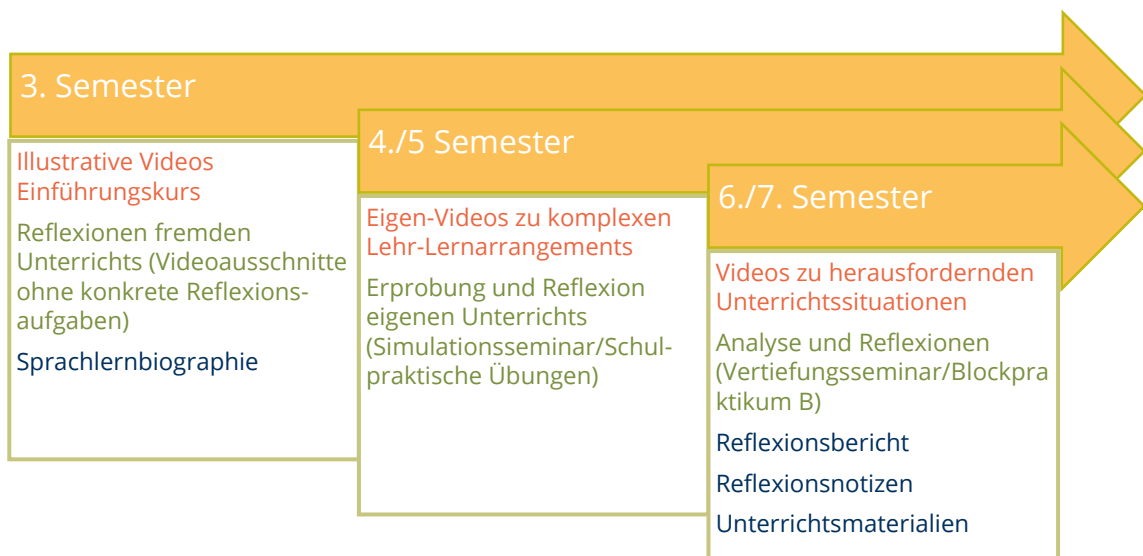 3. Semester
Illustrative Videos
Einführungskurs
Reflexionen fremden
Unterrichts (Videoausschnitte
ohne konkrete Reflexions-
aufgaben)
Sprachlernbiographie
4./5 Semester
Eigen-Videos zu komplexen
Lehr-Lernarrangements
Erprobung und Reflexion
eigenen Unterrichts
(Simulationsseminar/Schul-
praktische Übungen)
6./7. Semester
Videos zu herausfordernden
Unterrichtssituationen
Analyse und Reflexionen
(Vertiefungsseminar/Blockpra
ktikum B)
Reflexionsbericht
Reflexionsnotizen
Unterrichtsmaterialien